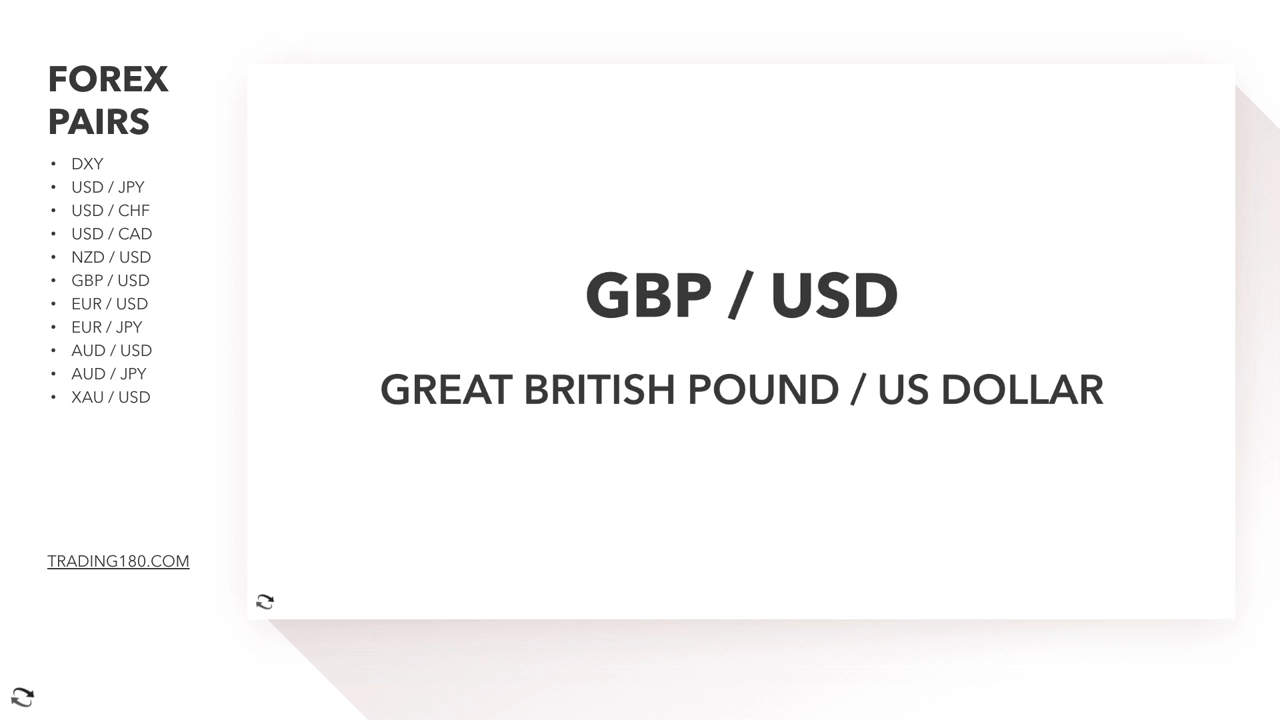 FOREX
PAIRS
• DXY
• USD / JPY
• USD / CHF
• USD / CAD
• NZD / USD
• GBP / USD
• EUR / USD
• EUR / JPY
• AUD / USD
• AUD / JPY
• XAU / USD
TRADING180.COM
GBP / USD
GREAT BRITISH POUND / US DOLLAR